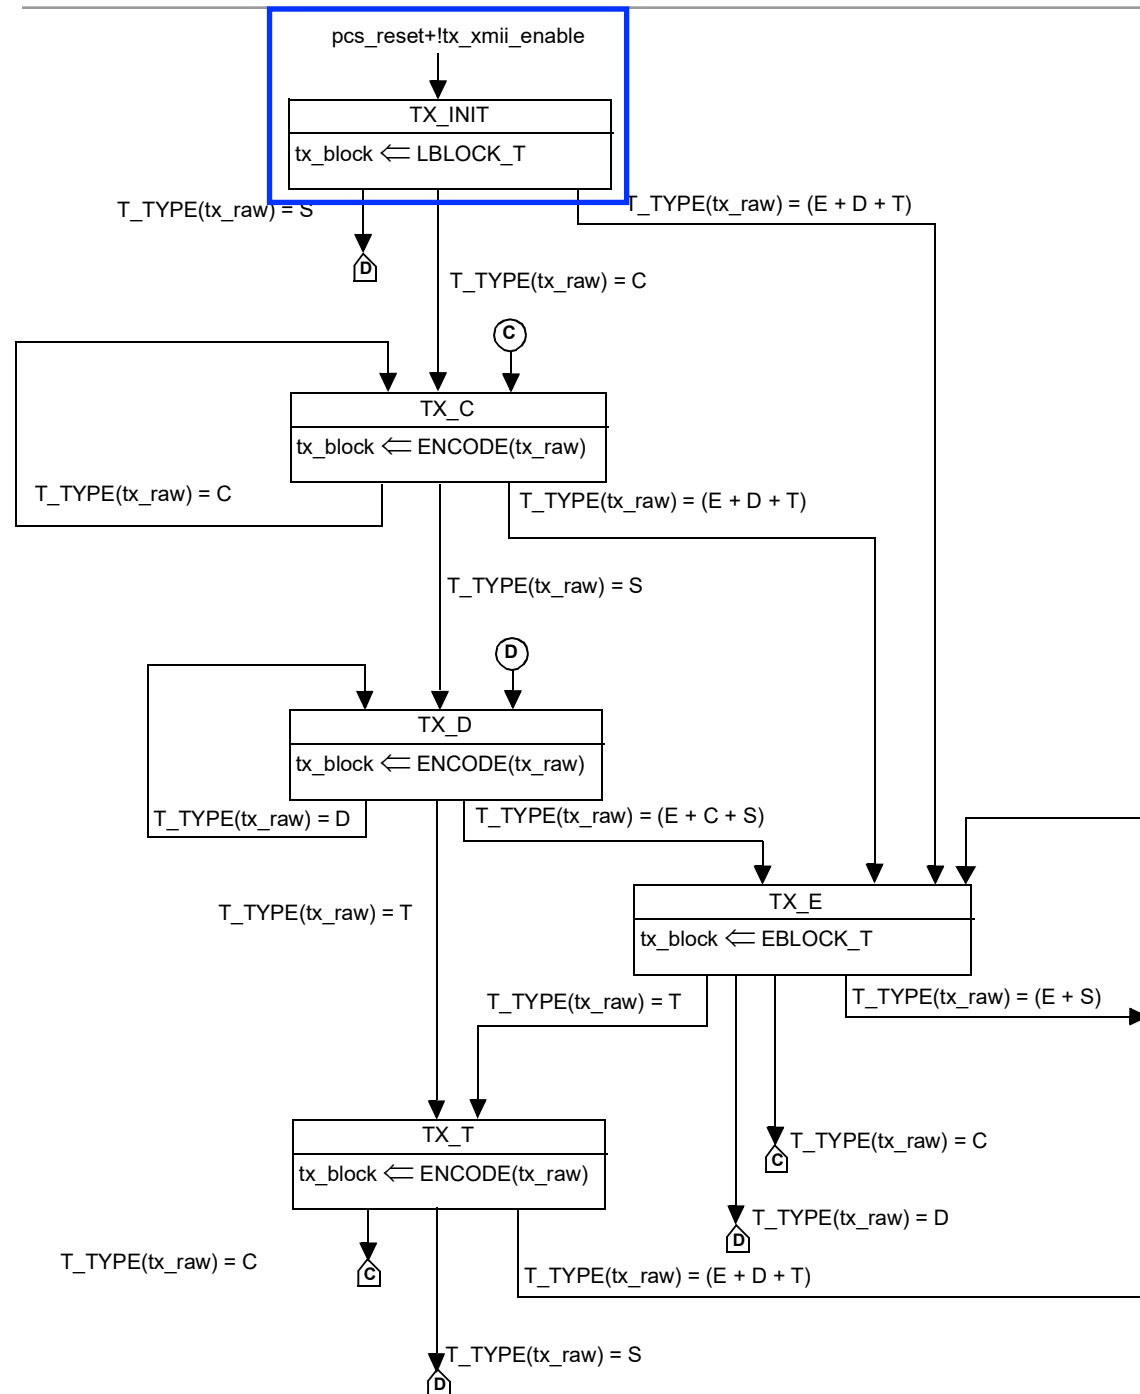 pcs_reset+!tx_xmii_enable
TX_INIT
tx_block ⇐ LBLOCK_T
T_TYPE(tx_raw) = S
T_TYPE(tx_raw) = (E + D + T)
D
T_TYPE(tx_raw) = C
C
TX_C
tx_block ⇐ ENCODE(tx_raw)
T_TYPE(tx_raw) = C
T_TYPE(tx_raw) = (E + D + T)
T_TYPE(tx_raw) = S
D
TX_D
tx_block ⇐ ENCODE(tx_raw)
T_TYPE(tx_raw) = D
T_TYPE(tx_raw) = (E + C + S)
TX_E
T_TYPE(tx_raw) = T
tx_block ⇐ EBLOCK_T
T_TYPE(tx_raw) = T
T_TYPE(tx_raw) = (E + S)
TX_T
T_TYPE(tx_raw) = C
C
tx_block ⇐ ENCODE(tx_raw)
T_TYPE(tx_raw) = D
D
T_TYPE(tx_raw) = C
C
T_TYPE(tx_raw) = (E + D + T)
T_TYPE(tx_raw) = S
D